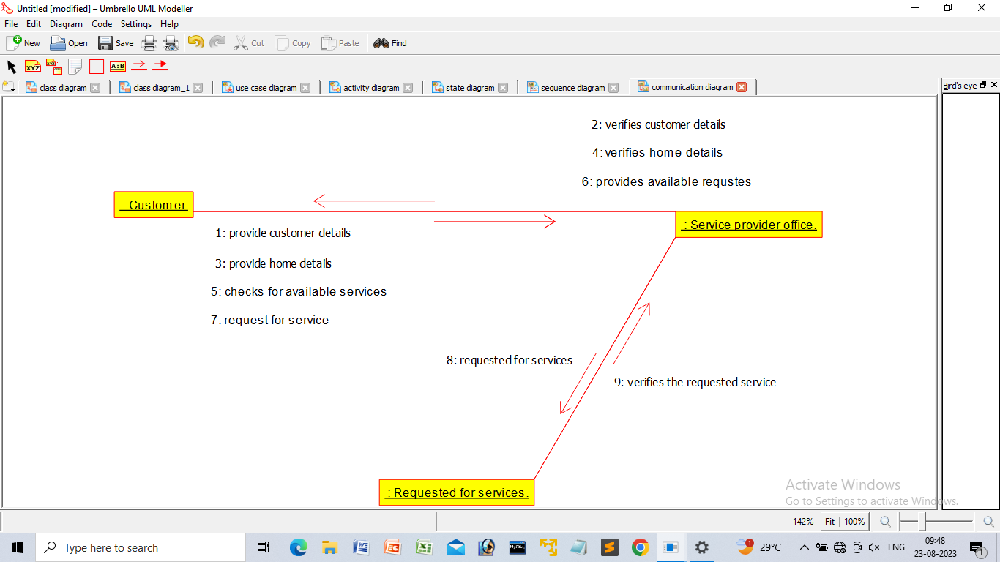 Untitled [modified] – Umbrello UML Modeller
File Edit Diagram Code Settings Help
New Open Save Cut Copy Paste Find
XYZ XYZ A:B
class diagram class diagram_1 use case diagram activity diagram state diagram sequence diagram communication diagram Bird's eye
2: verifies customer details
4: verifies home details
6: provides available requstes
: Customer.
: Service provider office.
1: provide customer details
3: provide home details
5: checks for available services
7: request for service
8: requested for services
9: verifies the requested service
: Requested for services.
Activate Windows
Go to Settings to activate Windows.
142% Fit 100%
Type here to search
MySQL
29°C ENG
09:48
23-08-2023
1
1